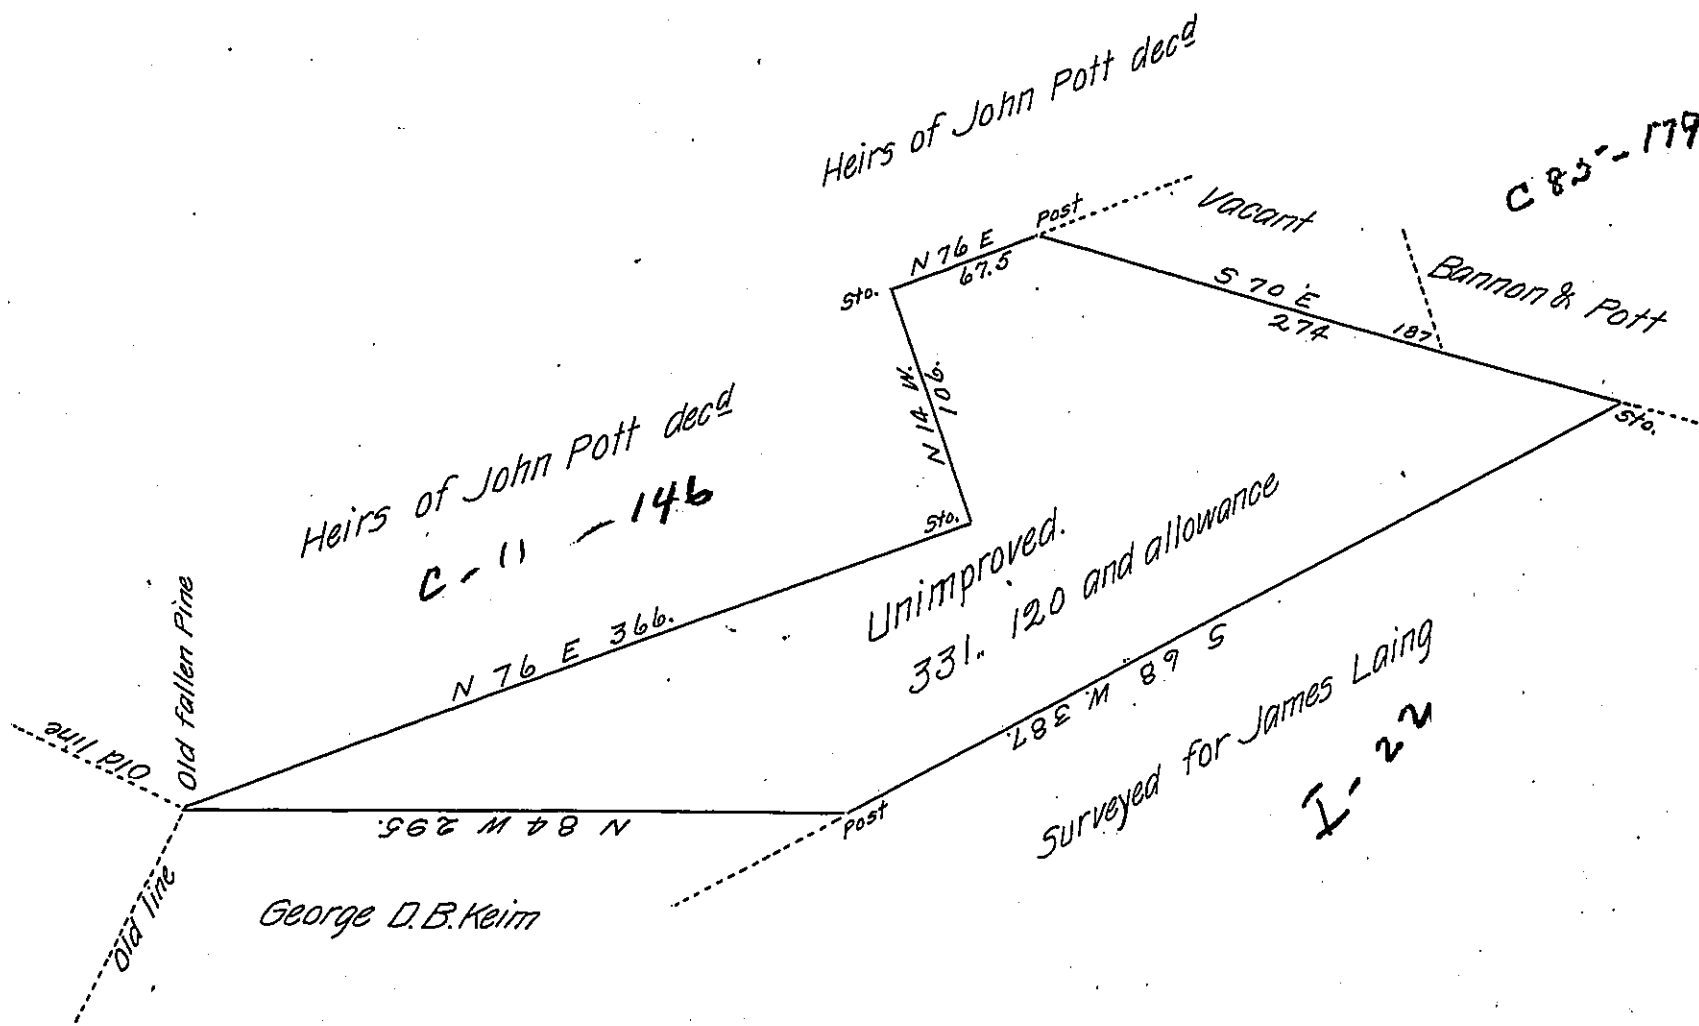 Heirs of John Pott decd
C 85 - 179
Vacant
Post
N 76 E
67.5
Sto.
Bannon & Pott
S 70 E
274
187
Sto.
N 14 W.
106.
Heirs of John Pott decd
C - 11 - 146
Sto.
Unimproved.
331. 120 and allowance
N 76 E 366.
Old fallen Pine
Old line
S 68 W. 387.
Surveyed for James Laing
I. 22
N 84 W 295.
Post
Old line
George D.B. Keim